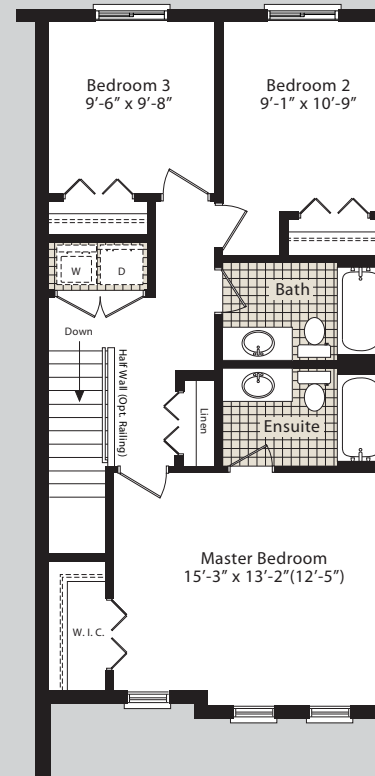 Bedroom 3
9’-6” x 9’-8”
Bedroom 2
9’-1” x 10’-9”
W
D
Bath
Down
Half Wall (Opt. Railing)
Linen
Ensuite
Master Bedroom
15’-3” x 13’-2”(12’-5”)
W. I. C.